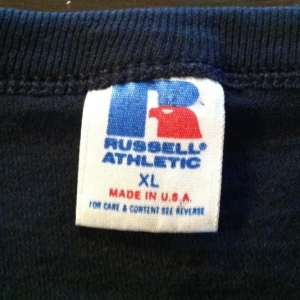 R
RUSSELL®
ATHLETIC
XL
MADE IN U.S.A.
FOR CARE & CONTENT SEE REVERSE